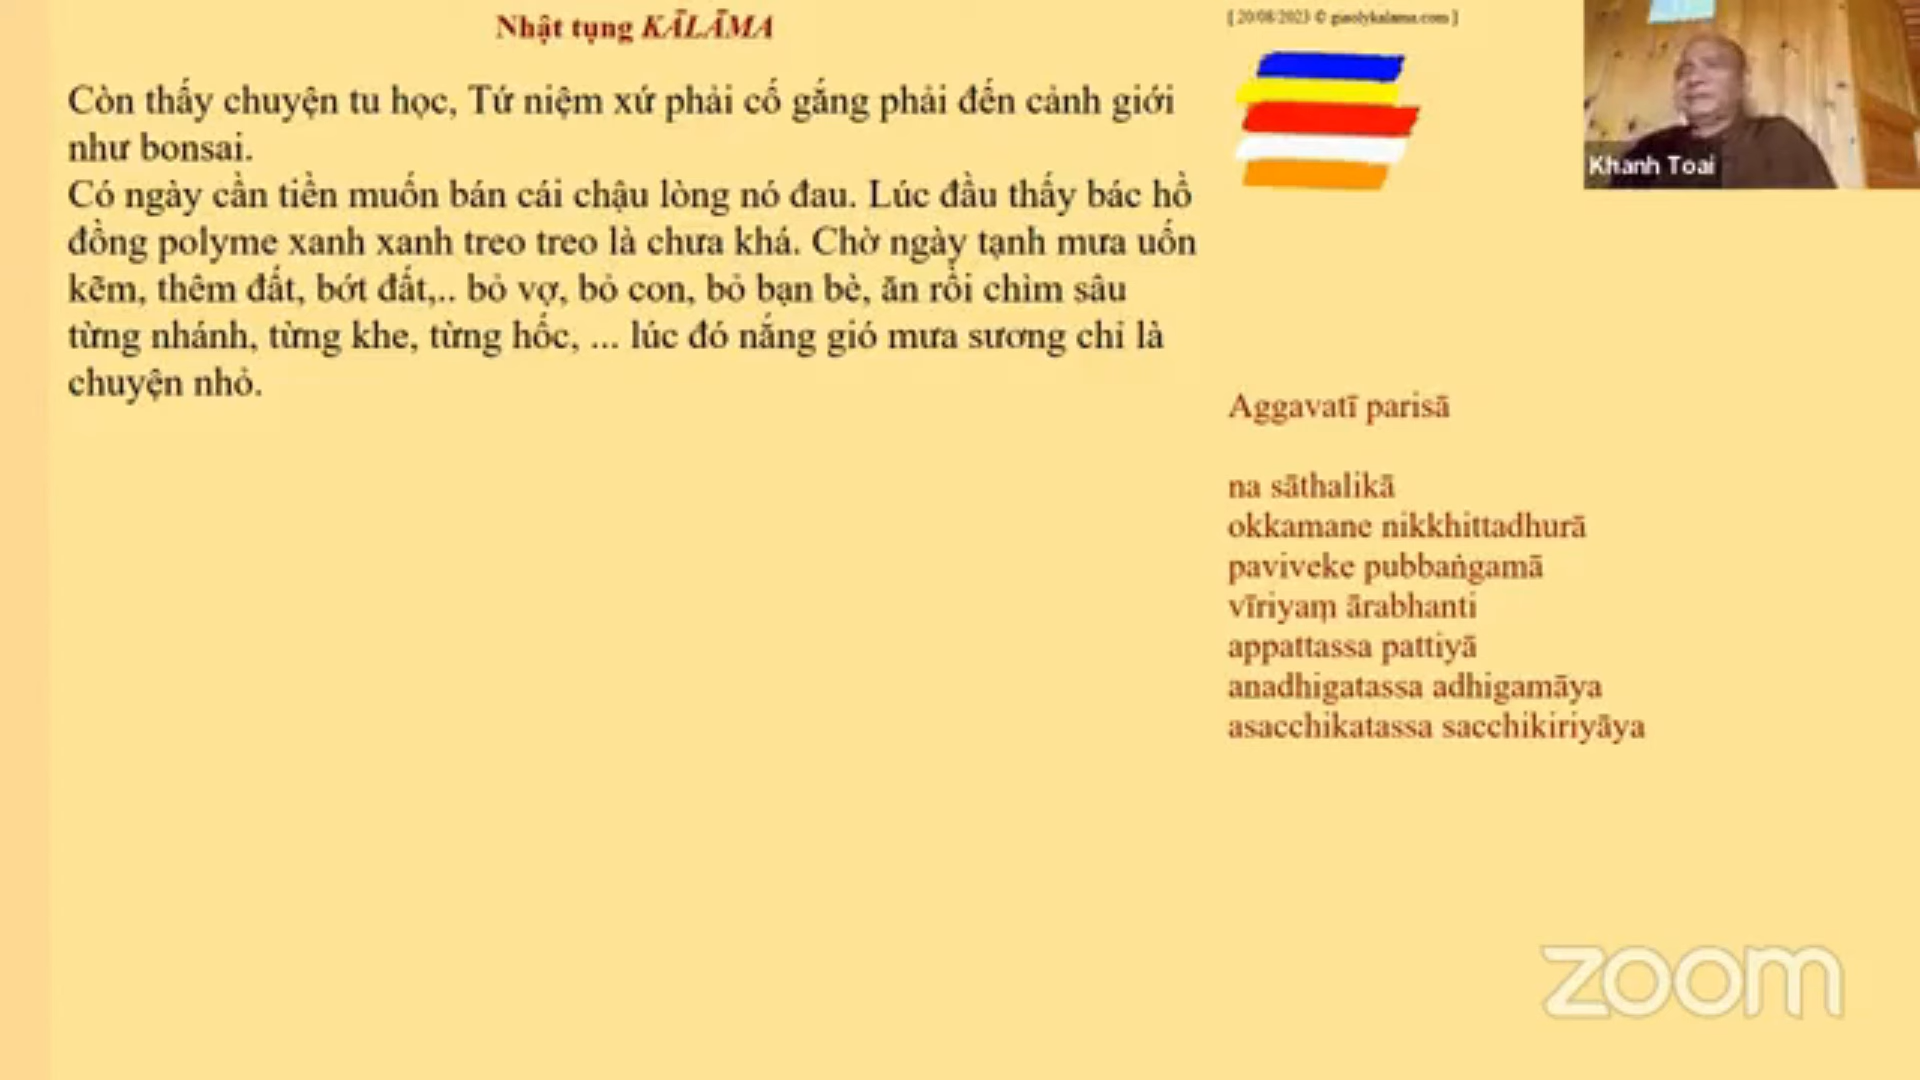 Nhật tụng KĀLĀMA
[ 20/08/2023 © giaolykalama.com ]
Còn thấy chuyện tu học, Tứ niệm xứ phải cố gắng phải đến cảnh giới
như bonsai.
Có ngày cần tiền muốn bán cái chậu lòng nó đau. Lúc đầu thấy bác hồ
đồng polyme xanh xanh treo treo là chưa khá. Chờ ngày tạnh mưa uốn
kẽm, thêm đất, bớt đất,.. bỏ vợ, bỏ con, bỏ bạn bè, ăn rồi chìm sâu
từng nhánh, từng khe, từng hốc, ... lúc đó nắng gió mưa sương chỉ là
chuyện nhỏ.
Khanh Toai
Aggavatī parisā
na sāthalikā
okkamane nikkhittadhurā
paviveke pubbaṅgamā
vīriyaṃ ārabhanti
appattassa pattiyā
anadhigatassa adhigamāya
asacchikatassa sacchikiriyāya
zoom